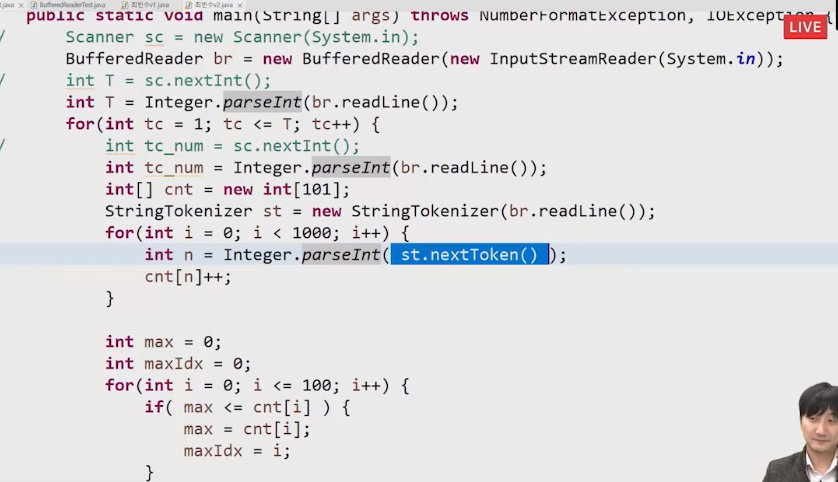 t.java BufferedReaderTest.java 최빈수v1.java 최빈수v2.java
public static void main(String[] args) throws NumberFormatException, IOException {
LIVE
/ Scanner sc = new Scanner(System.in);
BufferedReader br = new BufferedReader(new InputStreamReader(System.in));
/ int T = sc.nextInt();
int T = Integer.parseInt(br.readLine());
for(int tc = 1; tc <= T; tc++) {
/ int tc_num = sc.nextInt();
int tc_num = Integer.parseInt(br.readLine());
int[] cnt = new int[101];
StringTokenizer st = new StringTokenizer(br.readLine());
for(int i = 0; i < 1000; i++) {
int n = Integer.parseInt( st.nextToken() );
cnt[n]++;
}
int max = 0;
int maxIdx = 0;
for(int i = 0; i <= 100; i++) {
if( max <= cnt[i] ) {
max = cnt[i];
maxIdx = i;
}